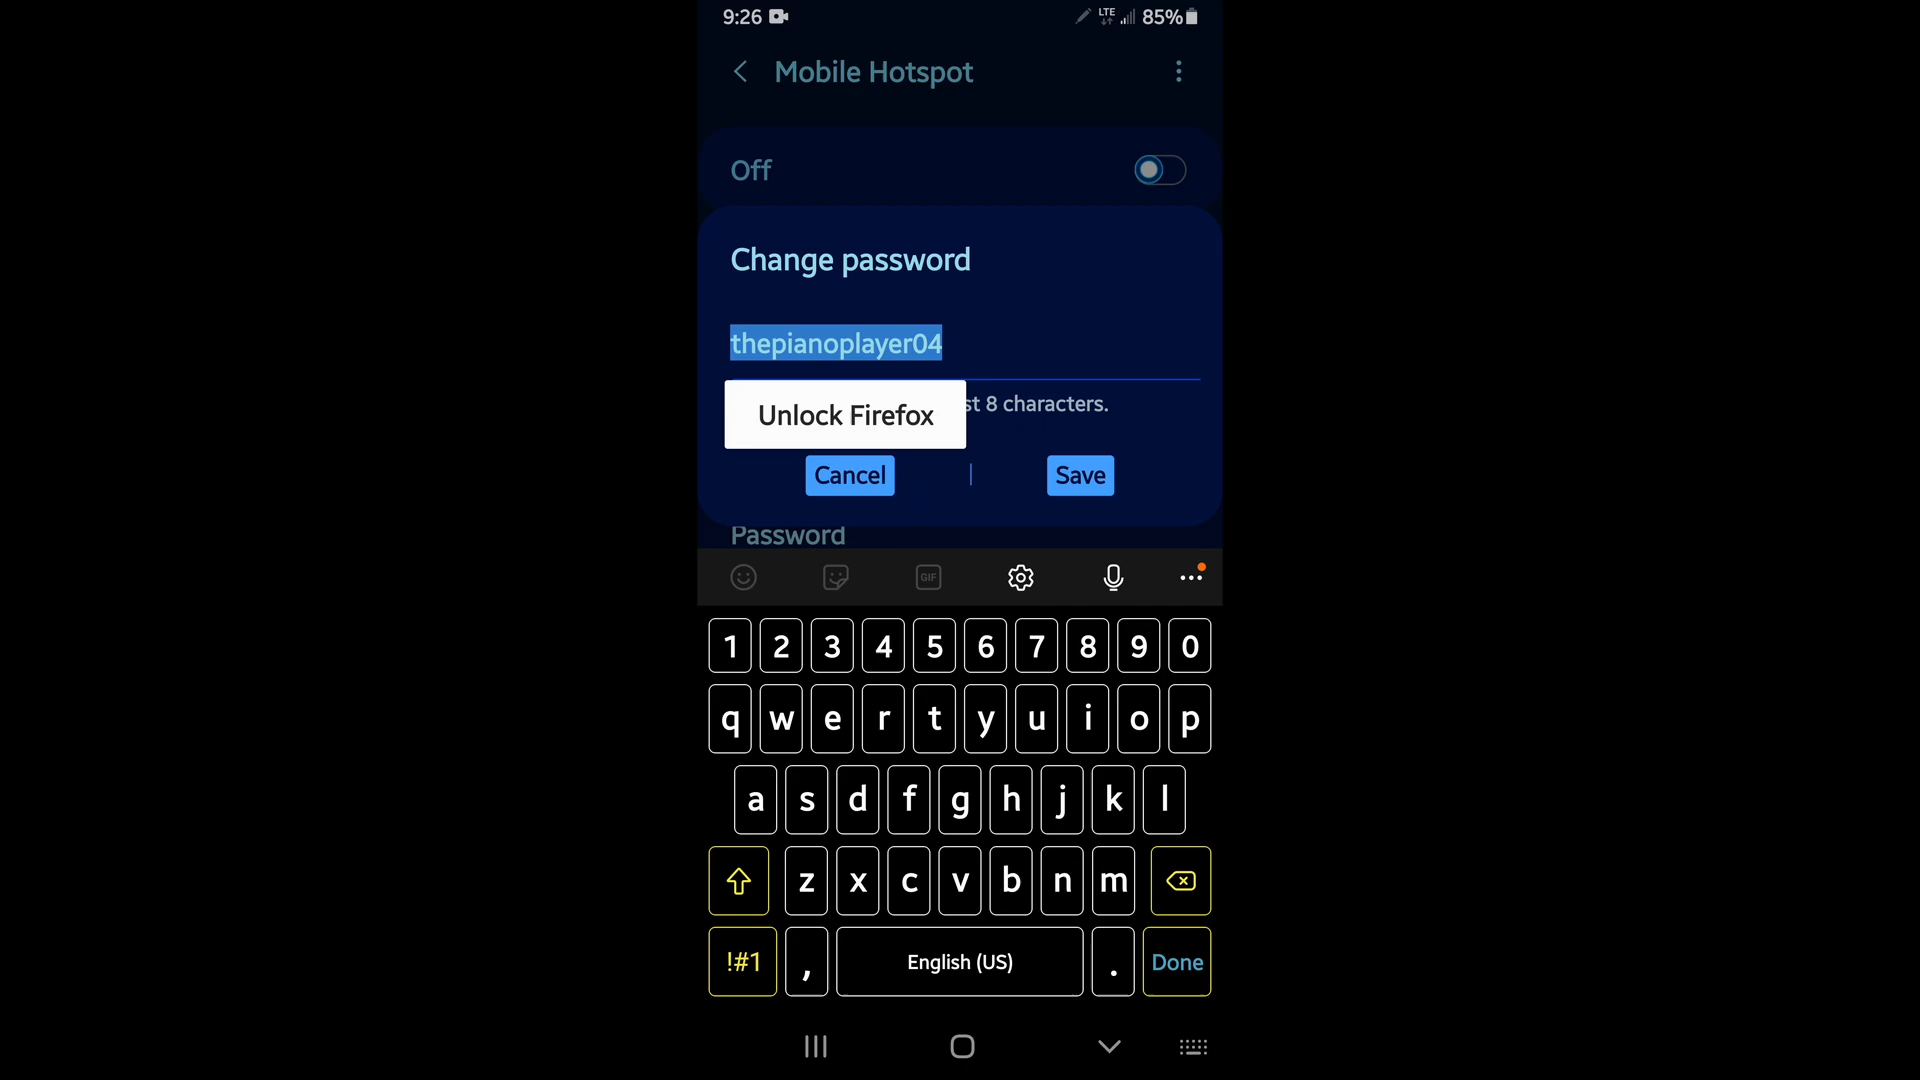 9:26 LTE 85%
Mobile Hotspot
Off
Change password
thepianoplayer04
Unlock Firefox
st 8 characters.
Cancel | Save
Password
GIF
1 2 3 4 5 6 7 8 9 0
q w e r t y u i o p
a s d f g h j k l
z x c v b n m
!#1 , English (US) . Done